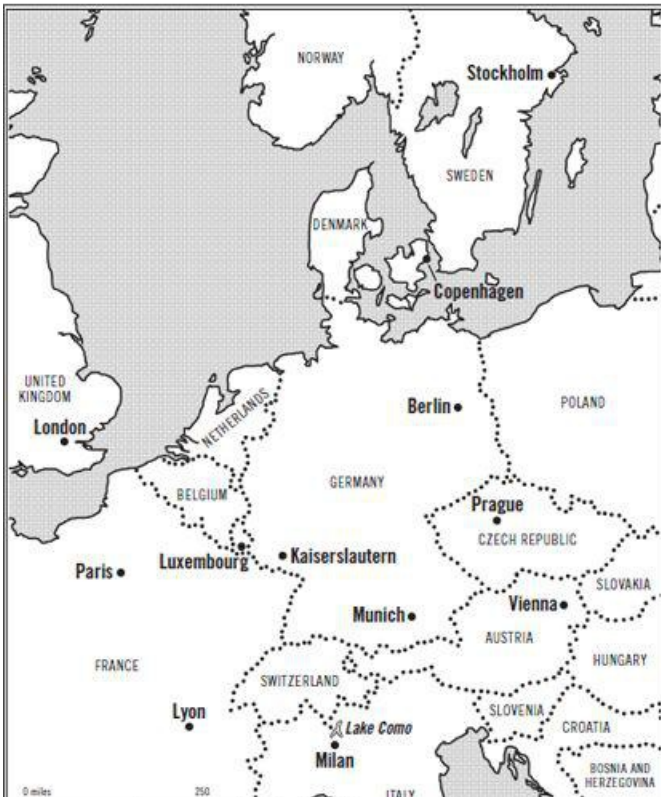 NORWAY
Stockholm
SWEDEN
DENMARK
Copenhagen
UNITED
KINGDOM
London
NETHERLANDS
Berlin
POLAND
BELGIUM
GERMANY
Prague
CZECH REPUBLIC
Luxembourg
Kaiserslautern
Paris
SLOVAKIA
Munich
Vienna
AUSTRIA
FRANCE
SWITZERLAND
HUNGARY
Lyon
SLOVENIA
Lake Como
CROATIA
Milan
BOSNIA AND
HERZEGOVINA
0 miles
250
ITALY